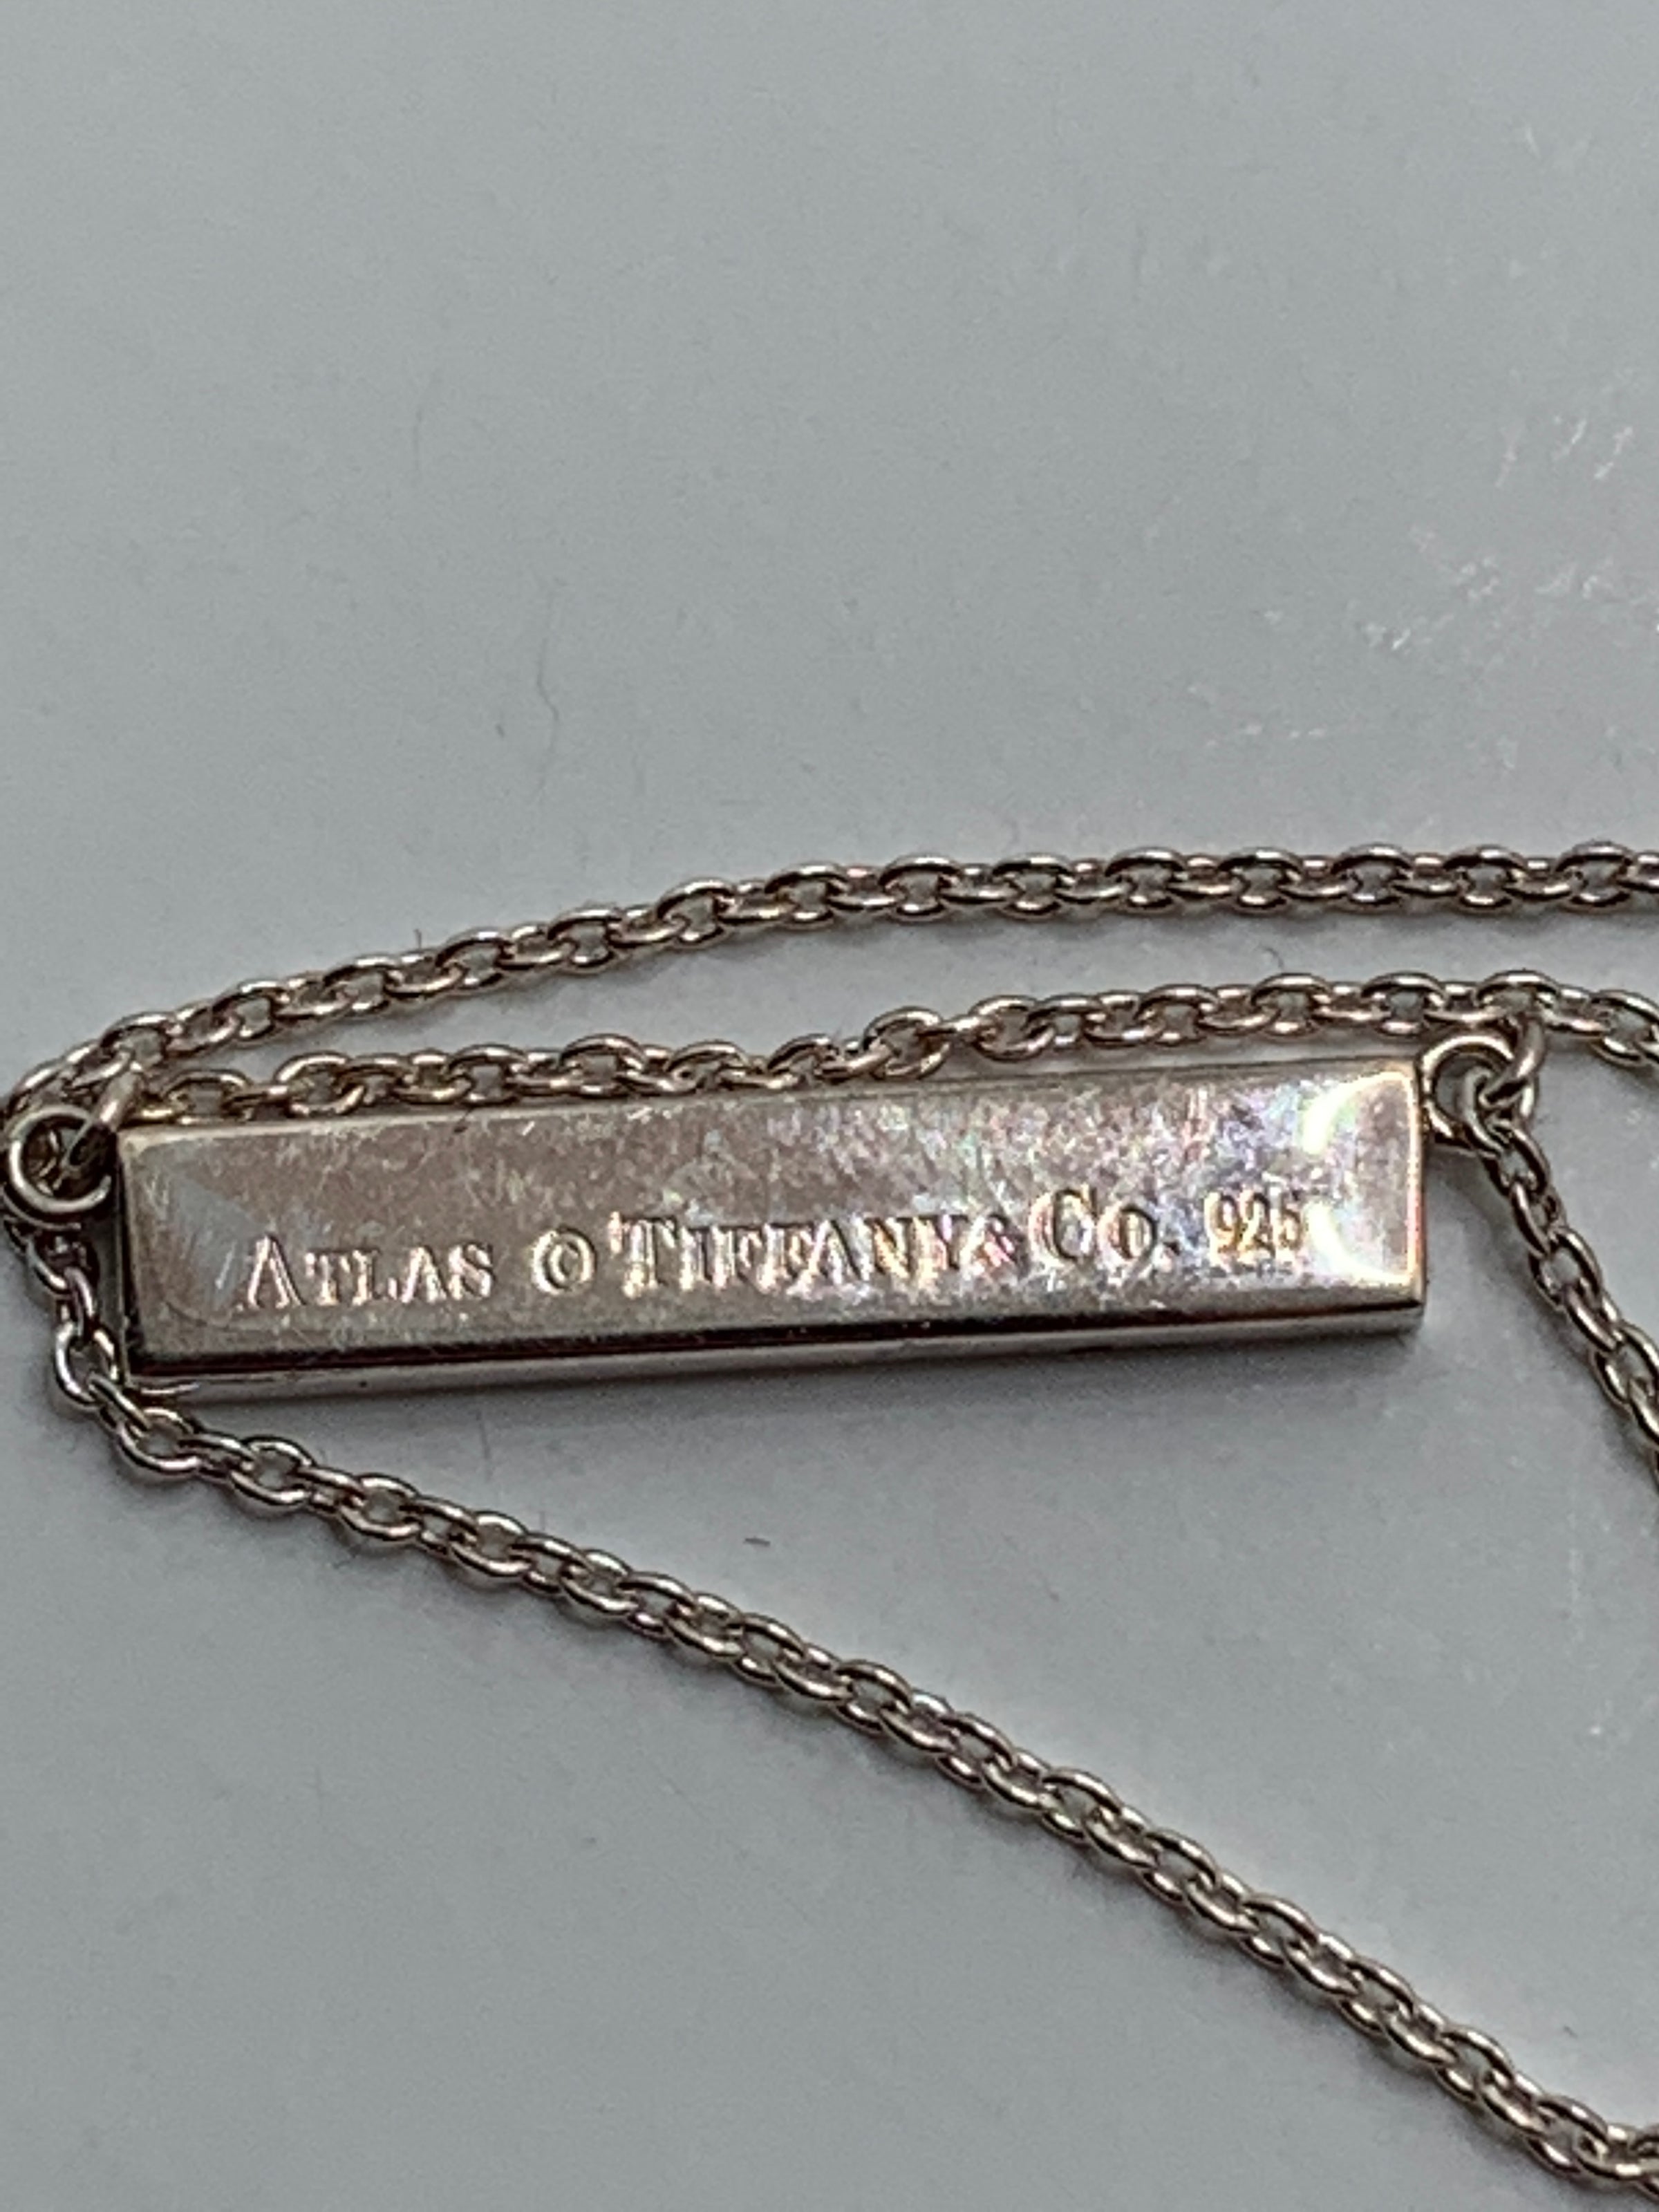 ATLAS © TIFFANY & CO. 925